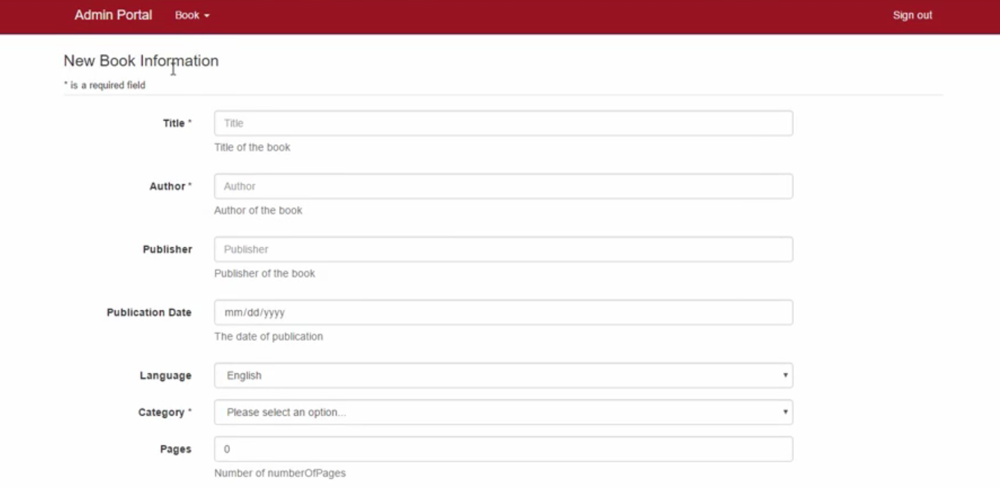 Admin Portal Book Sign out
New Book Information
* is a required field
Title * Title
Title of the book
Author * Author
Author of the book
Publisher Publisher
Publisher of the book
Publication Date mm/dd/yyyy
The date of publication
Language English
Category * Please select an option...
Pages 0
Number of numberOfPages